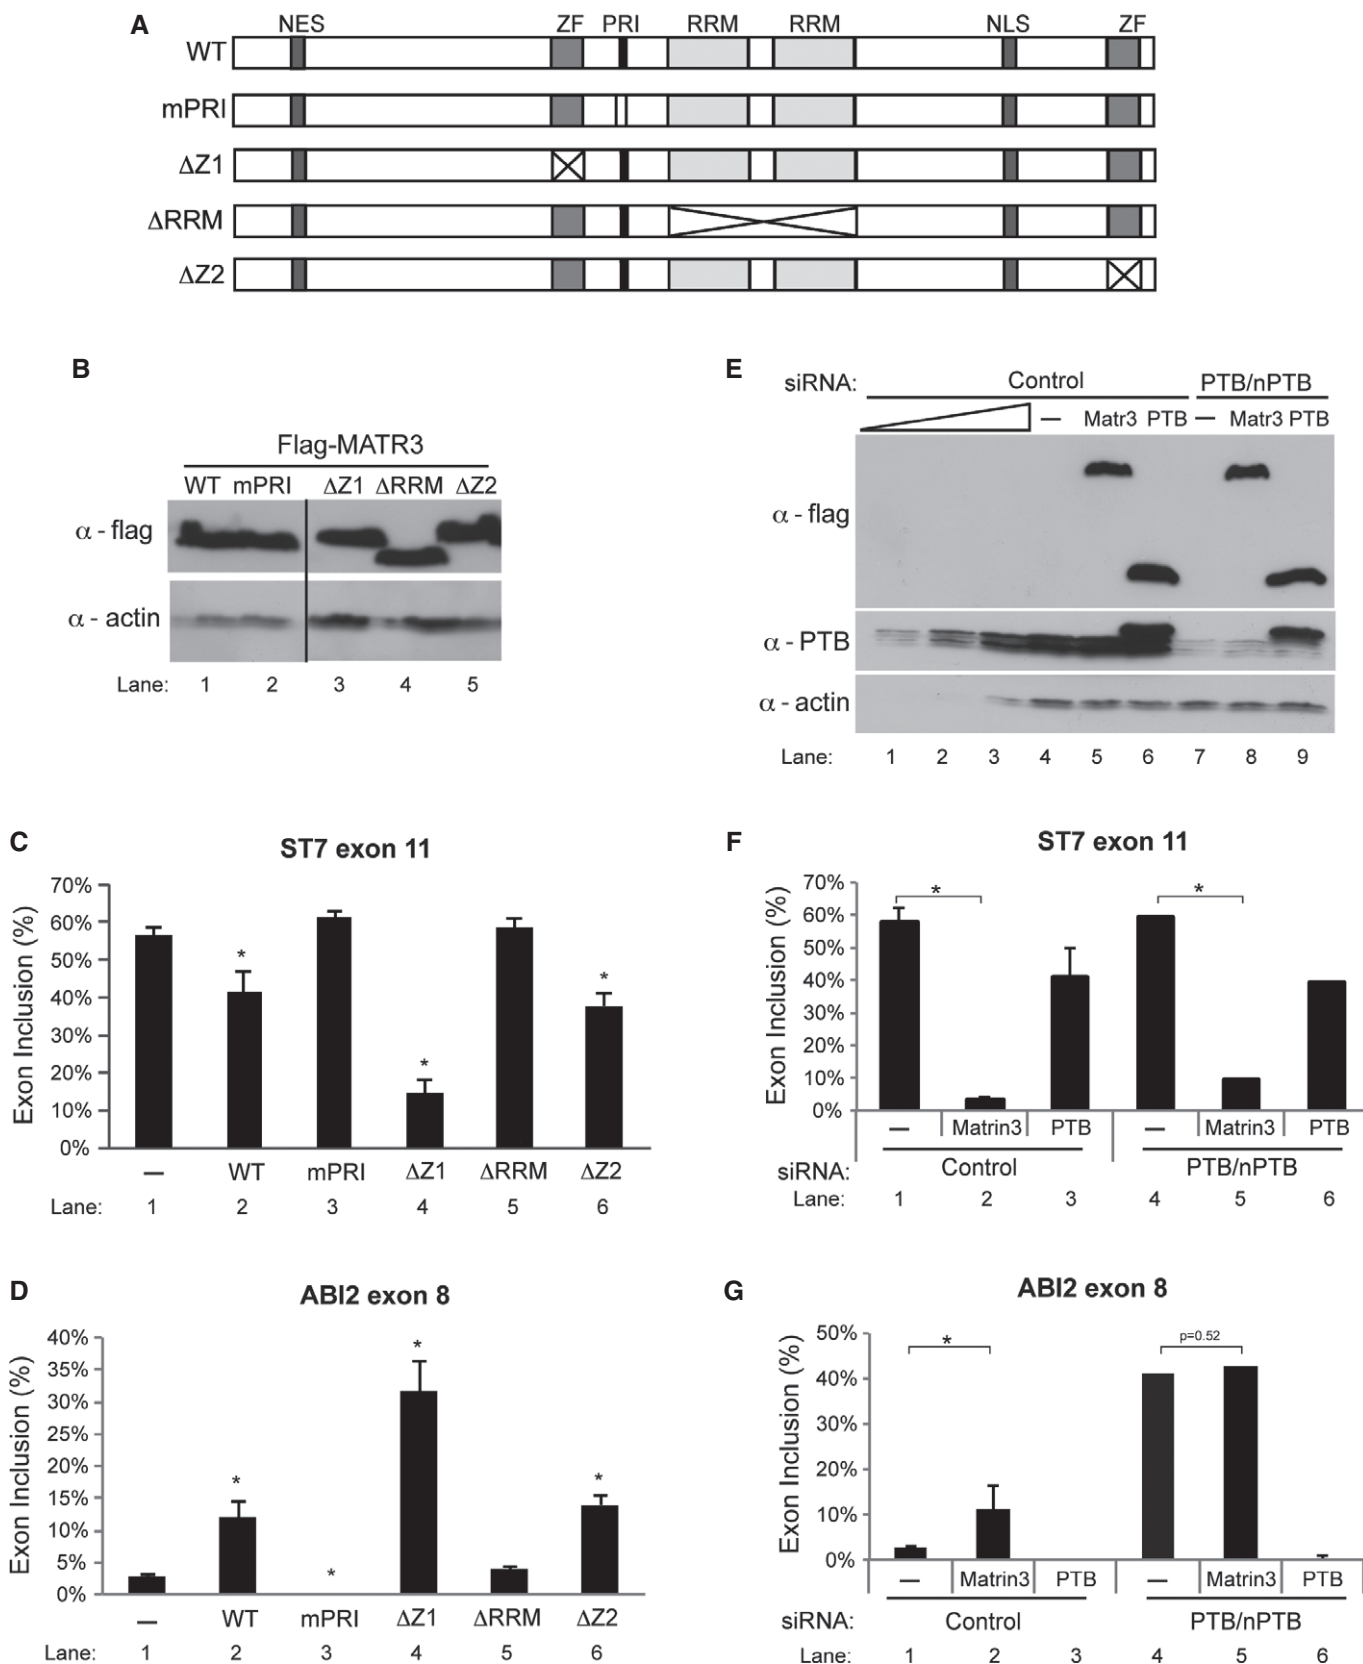 A
NES ZF PRI RRM RRM NLS ZF
WT
mPRI
ΔZ1
ΔRRM
ΔZ2
B
Flag-MATR3
WT mPRI ΔZ1 ΔRRM ΔZ2
α - flag
α - actin
Lane: 1 2 3 4 5
E
siRNA: Control PTB/nPTB
— Matr3 PTB — Matr3 PTB
α - flag
α - PTB
α - actin
Lane: 1 2 3 4 5 6 7 8 9
C
ST7 exon 11
Exon Inclusion (%)
70%
60%
50%
40%
30%
20%
10%
0%
* * *
— WT mPRI ΔZ1 ΔRRM ΔZ2
Lane: 1 2 3 4 5 6
F
ST7 exon 11
Exon Inclusion (%)
70%
60%
50%
40%
30%
20%
10%
0%
* *
— Matrin3 PTB — Matrin3 PTB
siRNA: Control PTB/nPTB
Lane: 1 2 3 4 5 6
D
ABI2 exon 8
Exon Inclusion (%)
40%
35%
30%
25%
20%
15%
10%
5%
0%
* * * *
— WT mPRI ΔZ1 ΔRRM ΔZ2
Lane: 1 2 3 4 5 6
G
ABI2 exon 8
Exon Inclusion (%)
50%
40%
30%
20%
10%
0%
* p=0.52
— Matrin3 PTB — Matrin3 PTB
siRNA: Control PTB/nPTB
Lane: 1 2 3 4 5 6